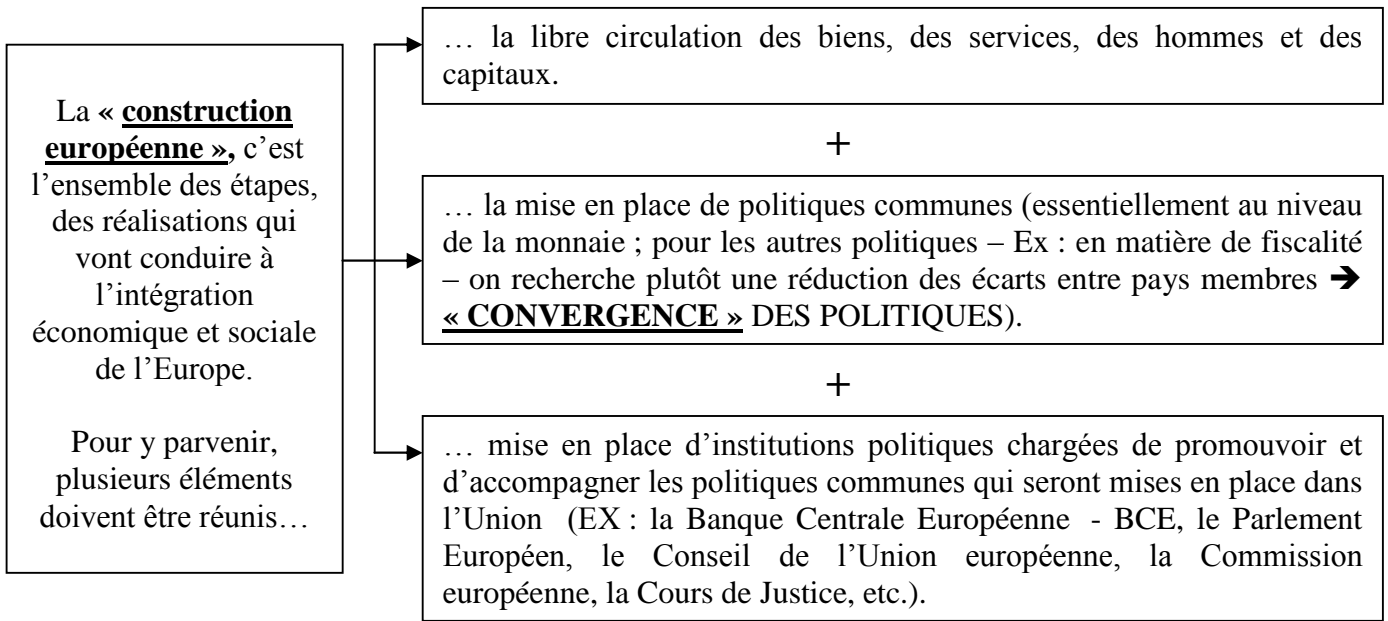 La « construction
européenne », c’est
l’ensemble des étapes,
des réalisations qui
vont conduire à
l’intégration
économique et sociale
de l’Europe.
Pour y parvenir,
plusieurs éléments
doivent être réunis…
… la libre circulation des biens, des services, des hommes et des
capitaux.
+
… la mise en place de politiques communes (essentiellement au niveau
de la monnaie ; pour les autres politiques – Ex : en matière de fiscalité
– on recherche plutôt une réduction des écarts entre pays membres ➔
« CONVERGENCE » DES POLITIQUES).
+
… mise en place d’institutions politiques chargées de promouvoir et
d’accompagner les politiques communes qui seront mises en place dans
l’Union (EX : la Banque Centrale Européenne - BCE, le Parlement
Européen, le Conseil de l’Union européenne, la Commission
européenne, la Cours de Justice, etc.).